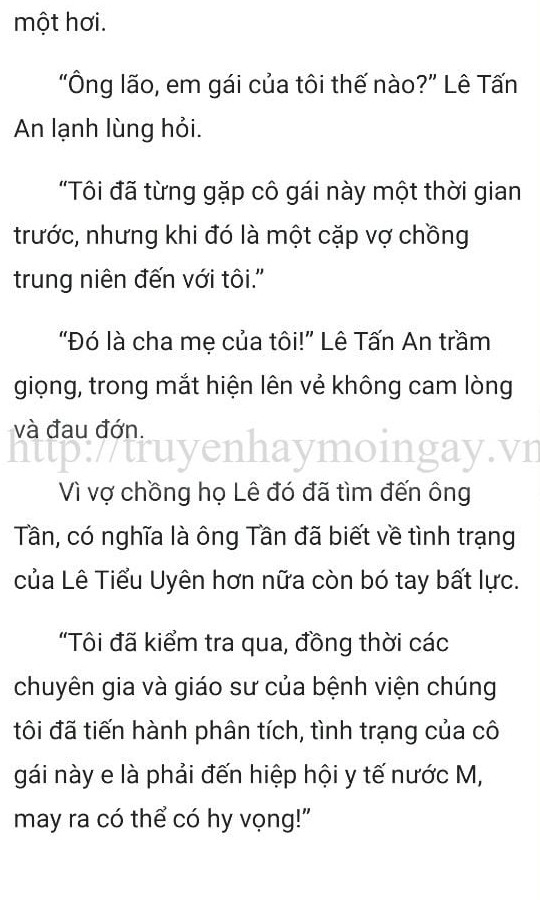 một hơi.
“Ông lão, em gái của tôi thế nào?” Lê Tấn
An lạnh lùng hỏi.
“Tôi đã từng gặp cô gái này một thời gian
trước, nhưng khi đó là một cặp vợ chồng
trung niên đến với tôi.”
“Đó là cha mẹ của tôi!” Lê Tấn An trầm
giọng, trong mắt hiện lên vẻ không cam lòng
và đau đớn.
http://truyenhaymoingay.vn
Vì vợ chồng họ Lê đó đã tìm đến ông
Tần, có nghĩa là ông Tần đã biết về tình trạng
của Lê Tiểu Uyên hơn nữa còn bó tay bất lực.
“Tôi đã kiểm tra qua, đồng thời các
chuyên gia và giáo sư của bệnh viện chúng
tôi đã tiến hành phân tích, tình trạng của cô
gái này e là phải đến hiệp hội y tế nước M,
may ra có thể có hy vọng!”